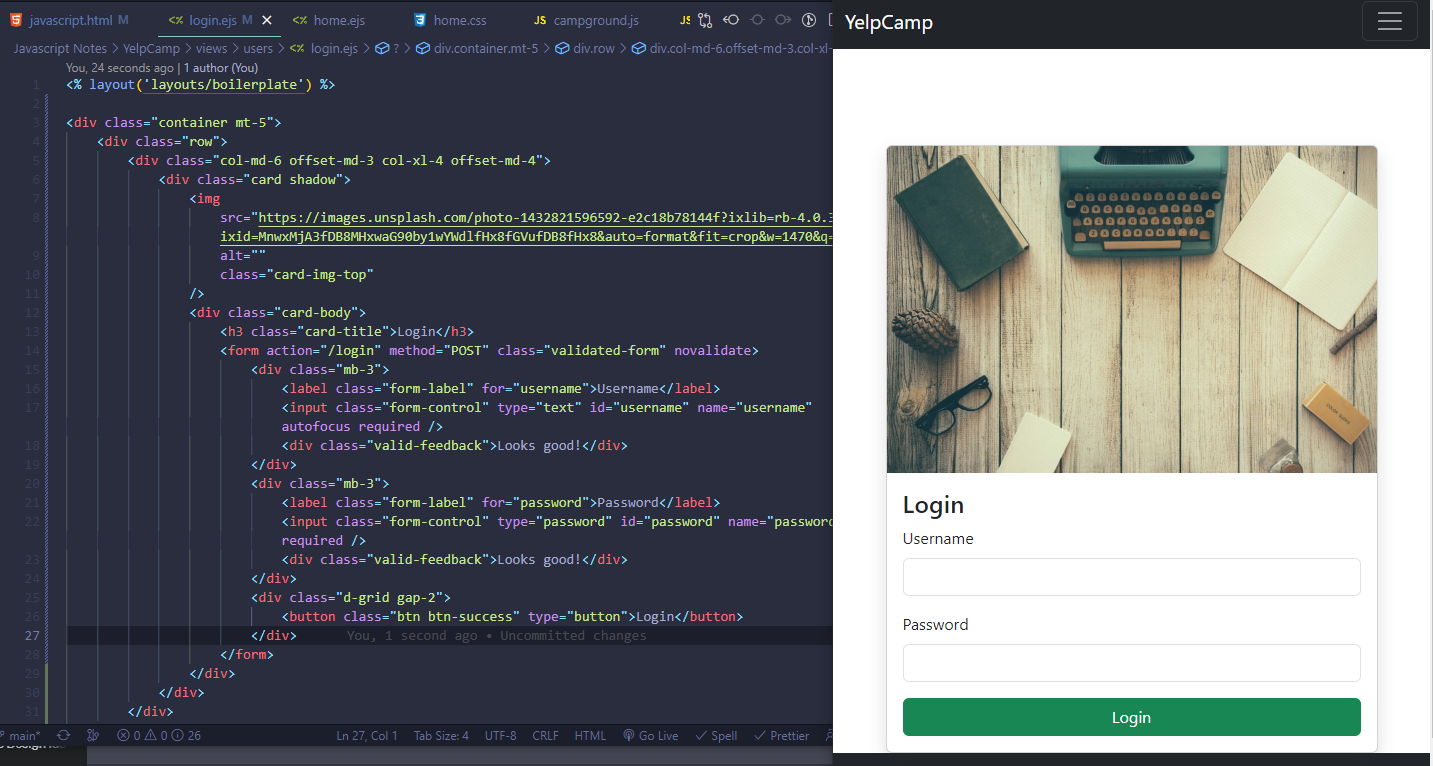 javascript.html M
login.ejs M
home.ejs
home.css
campground.js
JS
Javascript Notes > YelpCamp > views > users > <% login.ejs > ? > div.container.mt-5 > div.row > div.col-md-6.offset-md-3.col-xl-
You, 24 seconds ago | 1 author (You)
1 <% layout('layouts/boilerplate') %>
2
3 <div class="container mt-5">
4 <div class="row">
5 <div class="col-md-6 offset-md-3 col-xl-4 offset-md-4">
6 <div class="card shadow">
7 <img
8 src="https://images.unsplash.com/photo-1432821596592-e2c18b78144f?ixlib=rb-4.0.3
ixid=MnwxMjA3fDB8MHxwaG90by1wYWdlfHx8fGVufDB8fHx8&auto=format&fit=crop&w=1470&q=
9 alt=""
10 class="card-img-top"
11 />
12 <div class="card-body">
13 <h3 class="card-title">Login</h3>
14 <form action="/login" method="POST" class="validated-form" novalidate>
15 <div class="mb-3">
16 <label class="form-label" for="username">Username</label>
17 <input class="form-control" type="text" id="username" name="username"
autofocus required />
18 <div class="valid-feedback">Looks good!</div>
19 </div>
20 <div class="mb-3">
21 <label class="form-label" for="password">Password</label>
22 <input class="form-control" type="password" id="password" name="password
required />
23 <div class="valid-feedback">Looks good!</div>
24 </div>
25 <div class="d-grid gap-2">
26 <button class="btn btn-success" type="button">Login</button>
27 </div> You, 1 second ago • Uncommitted changes
28 </form>
29 </div>
30 </div>
31 </div>
main* 0 0 26 Ln 27, Col 1 Tab Size: 4 UTF-8 CRLF HTML Go Live Spell Prettier
YelpCamp
Login
Username
Password
Login